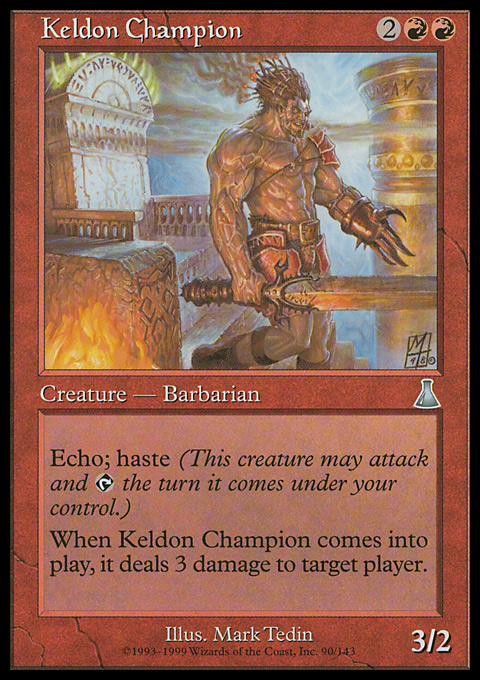 Keldon Champion 2
Creature — Barbarian
Echo; haste (This creature may attack
and the turn it comes under your
control.)
When Keldon Champion comes into
play, it deals 3 damage to target player.
Illus. Mark Tedin
©1993–1999 Wizards of the Coast, Inc. 90/143
3/2